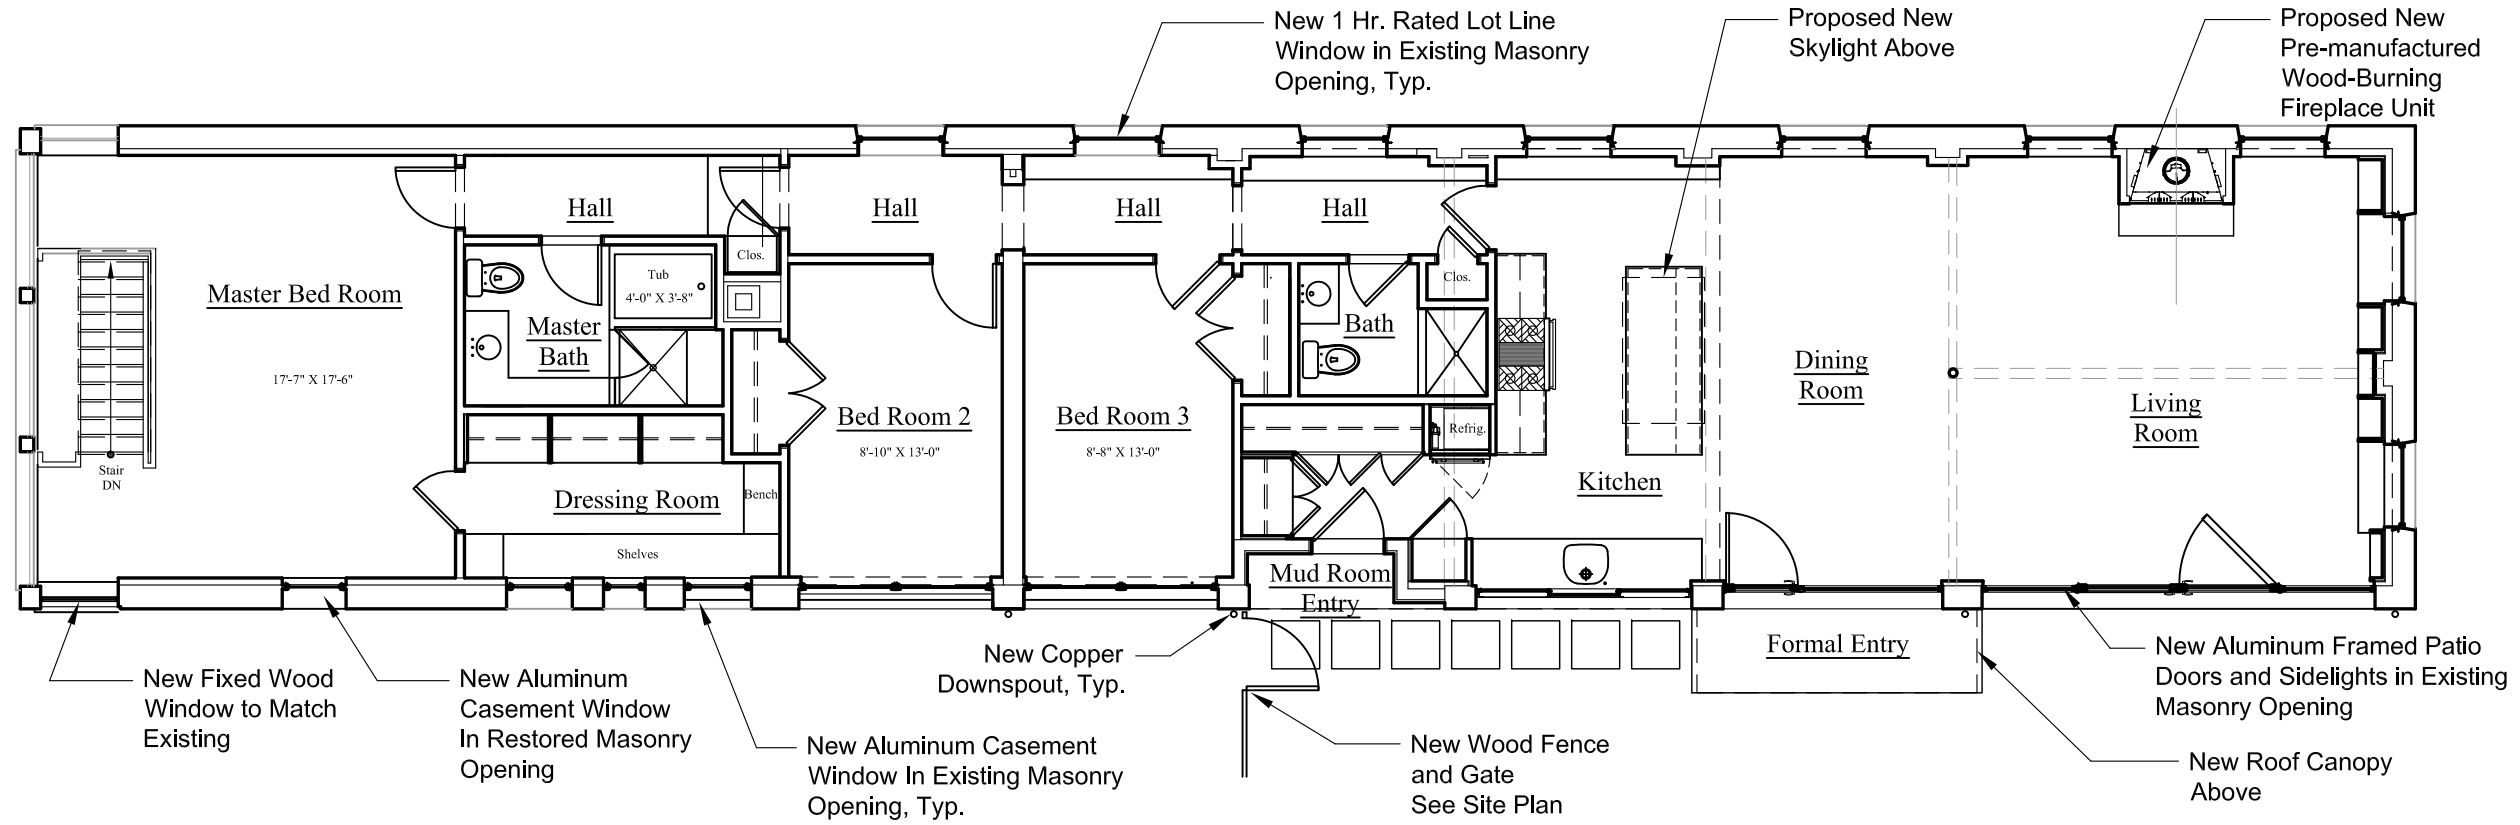 New 1 Hr. Rated Lot Line
Window in Existing Masonry
Opening, Typ.
Proposed New
Skylight Above
Proposed New
Pre-manufactured
Wood-Burning
Fireplace Unit
Hall
Hall
Hall
Hall
Clos.
Clos.
Master Bed Room
17'-7" X 17'-6"
Stair
DN
Tub
4'-0" X 3'-8"
Master
Bath
Bath
Bed Room 2
8'-10" X 13'-0"
Bed Room 3
8'-8" X 13'-0"
Refrig.
Dining
Room
Living
Room
Kitchen
Dressing Room
Bench
Shelves
Mud Room
Entry
Formal Entry
New Fixed Wood
Window to Match
Existing
New Aluminum
Casement Window
In Restored Masonry
Opening
New Aluminum Casement
Window In Existing Masonry
Opening, Typ.
New Copper
Downspout, Typ.
New Wood Fence
and Gate
See Site Plan
New Aluminum Framed Patio
Doors and Sidelights in Existing
Masonry Opening
New Roof Canopy
Above